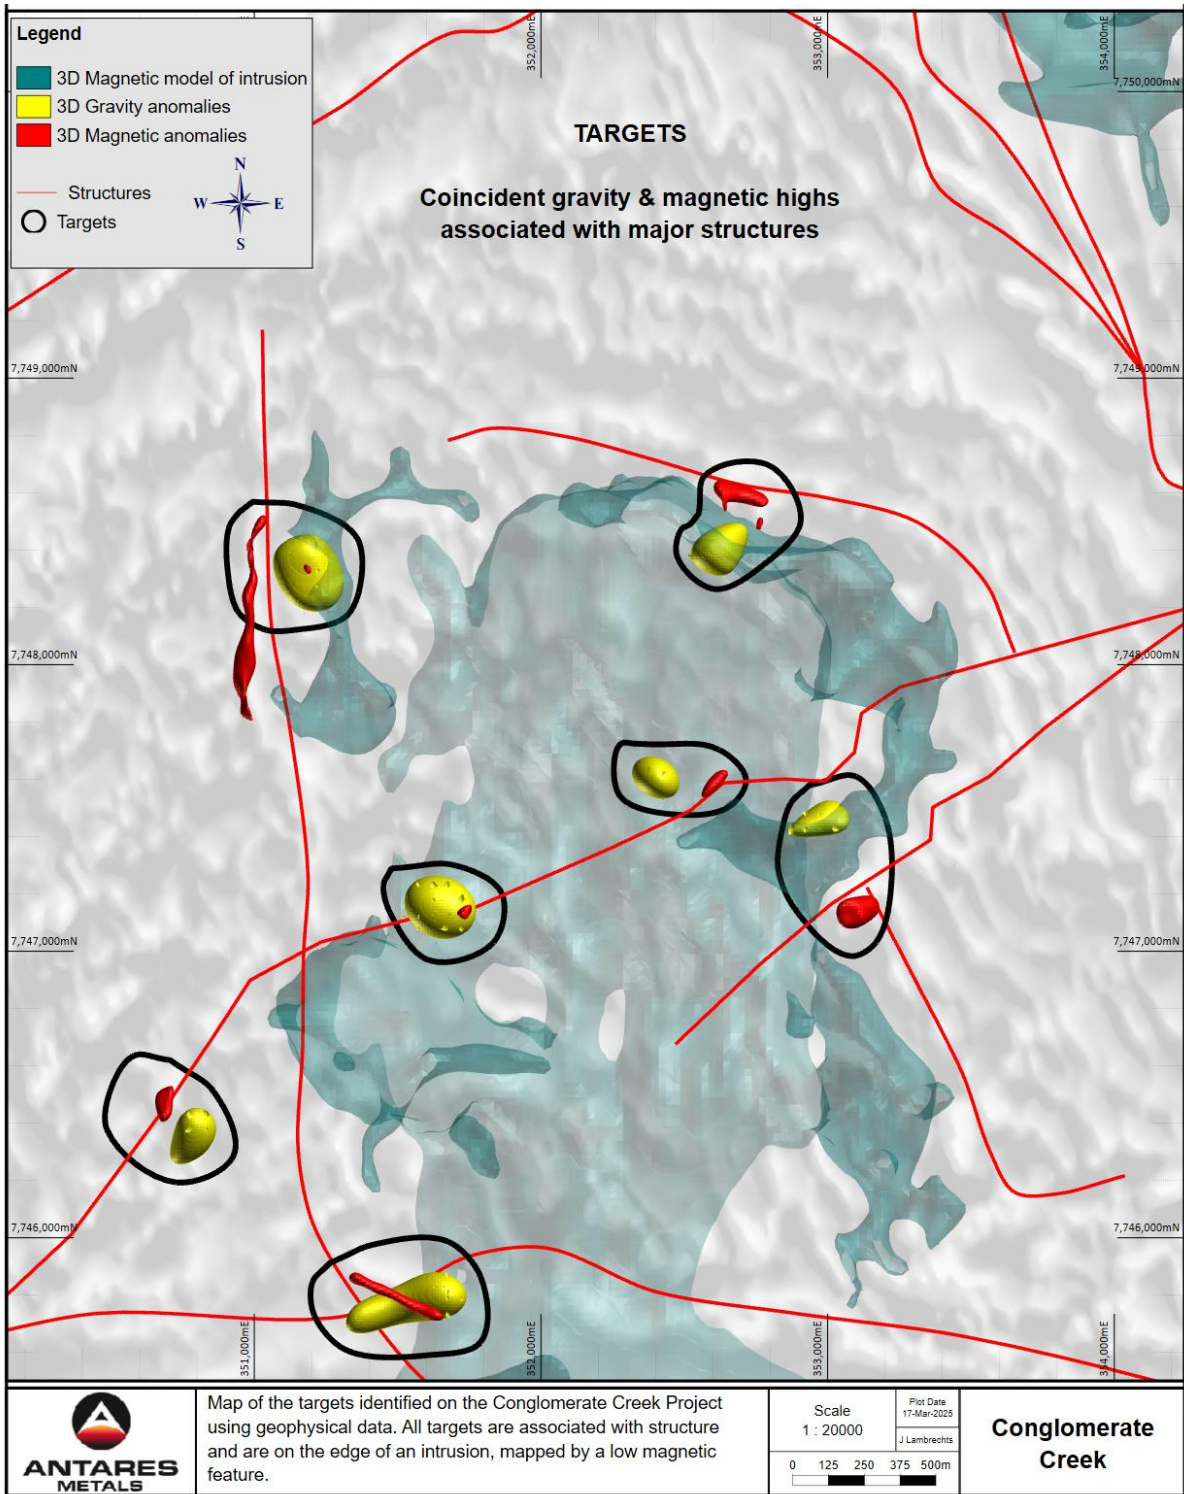 Legend
3D Magnetic model of intrusion
3D Gravity anomalies
3D Magnetic anomalies
Structures
Targets
N
W
E
S
352,000mE
353,000mE
354,000mE
7,750,000mN
TARGETS
Coincident gravity & magnetic highs
associated with major structures
7,749,000mN
7,749,000mN
7,748,000mN
7,748,000mN
7,747,000mN
7,747,000mN
7,746,000mN
7,746,000mN
351,000mE
352,000mE
353,000mE
354,000mE
ANTARES
METALS
Map of the targets identified on the Conglomerate Creek Project
using geophysical data. All targets are associated with structure
and are on the edge of an intrusion, mapped by a low magnetic
feature.
Scale
1 : 20000
Plot Date
17-Mar-2025
J Lambrechts
0 125 250 375 500m
Conglomerate
Creek